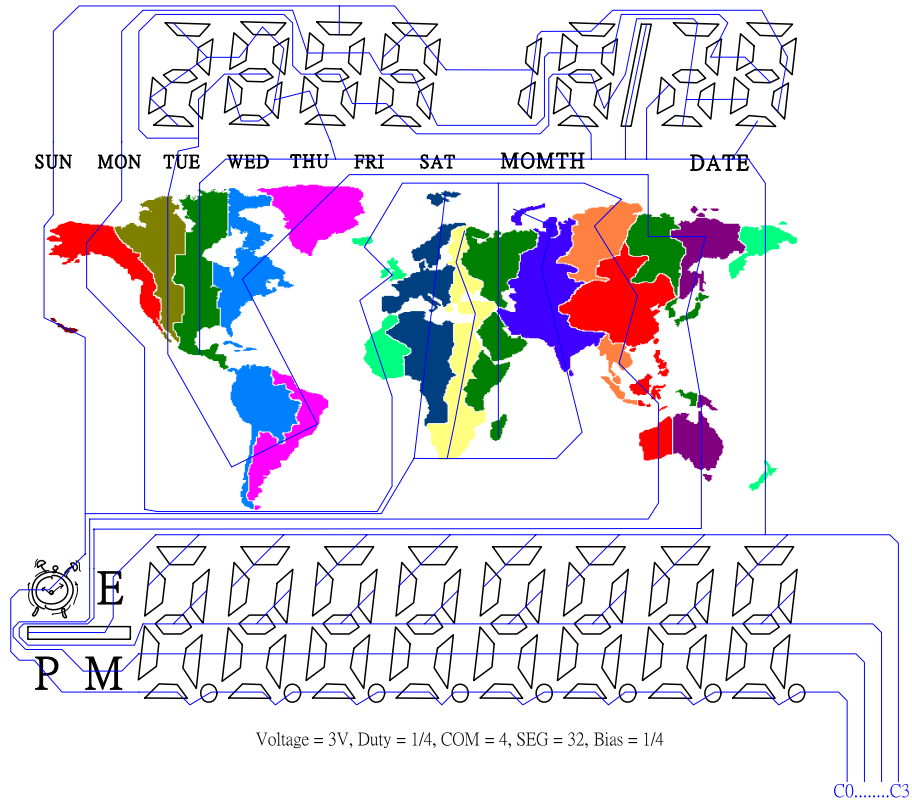 SUN MON TUE WED THU FRI SAT MOMTH DATE
E
P M
Voltage = 3V, Duty = 1/4, COM = 4, SEG = 32, Bias = 1/4
C0........C3